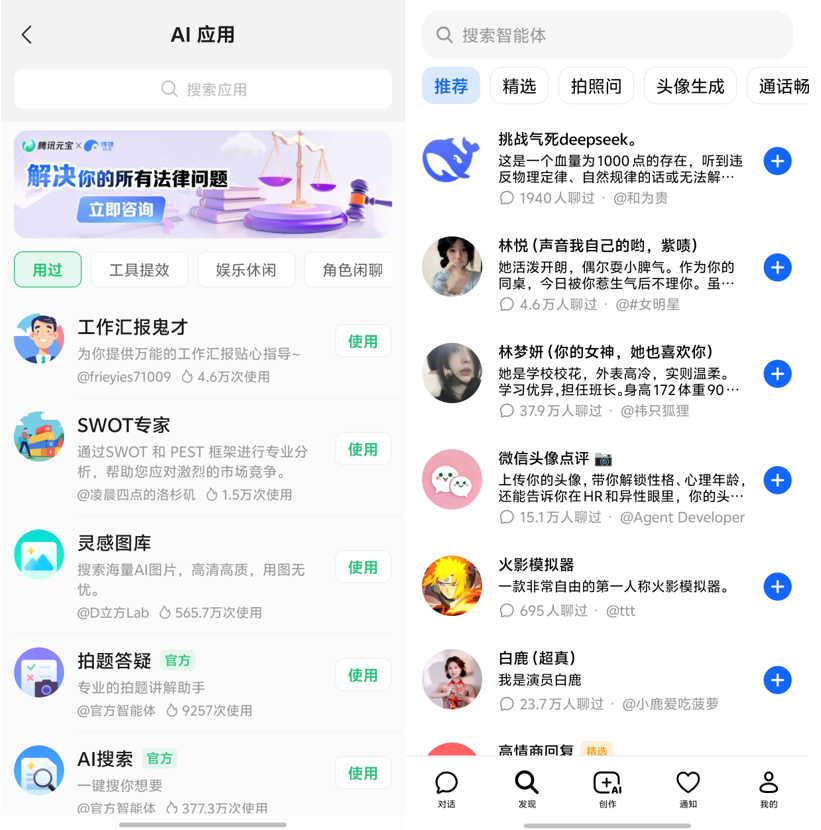 AI 应用
搜索应用
腾讯元宝 ×
解决你的所有法律问题
立即咨询
用过
工具提效
娱乐休闲
角色闲聊
工作汇报鬼才
为你提供万能的工作汇报贴心指导~
@frieyies71009 4.6万次使用
使用
SWOT专家
通过SWOT 和 PEST 框架进行专业分
析，帮助您应对激烈的市场竞争。
@凌晨四点的洛杉矶 1.5万次使用
使用
灵感图库
搜索海量AI图片，高清高质，用图无
忧。
@D立方Lab 565.7万次使用
使用
拍题答疑 官方
专业的拍题讲解助手
@官方智能体 9257次使用
使用
AI搜索 官方
一键搜你想要
@官方智能体 377.3万次使用
使用
搜索智能体
推荐
精选
拍照问
头像生成
通话畅
挑战气死deepseek。
这是一个血量为1000点的存在，听到违
反物理定律、自然规律的话或无法解…
1940人聊过 · @和为贵
林悦 (声音我自己的哟，紫啧)
她活泼开朗，偶尔耍小脾气。作为你的
同桌，今日被你惹生气后不理你。虽…
4.6万人聊过 · @#女明星
林梦妍 (你的女神，她也喜欢你)
她是学校校花，外表高冷，实则温柔。
学习优异,担任班长。身高172体重90…
37.9万人聊过 · @祎只狐狸
微信头像点评 📷
上传你的头像,带你解锁性格、心理年龄，
还能告诉你在HR和异性眼里，你的头…
15.1万人聊过 · @Agent Developer
火影模拟器
一款非常自由的第一人称火影模拟器。
695人聊过 · @ttt
白鹿 (超真)
我是演员白鹿
23.7万人聊过 · @小鹿爱吃菠萝
高情商回复 精选
对话
发现
AI
创作
通知
我的